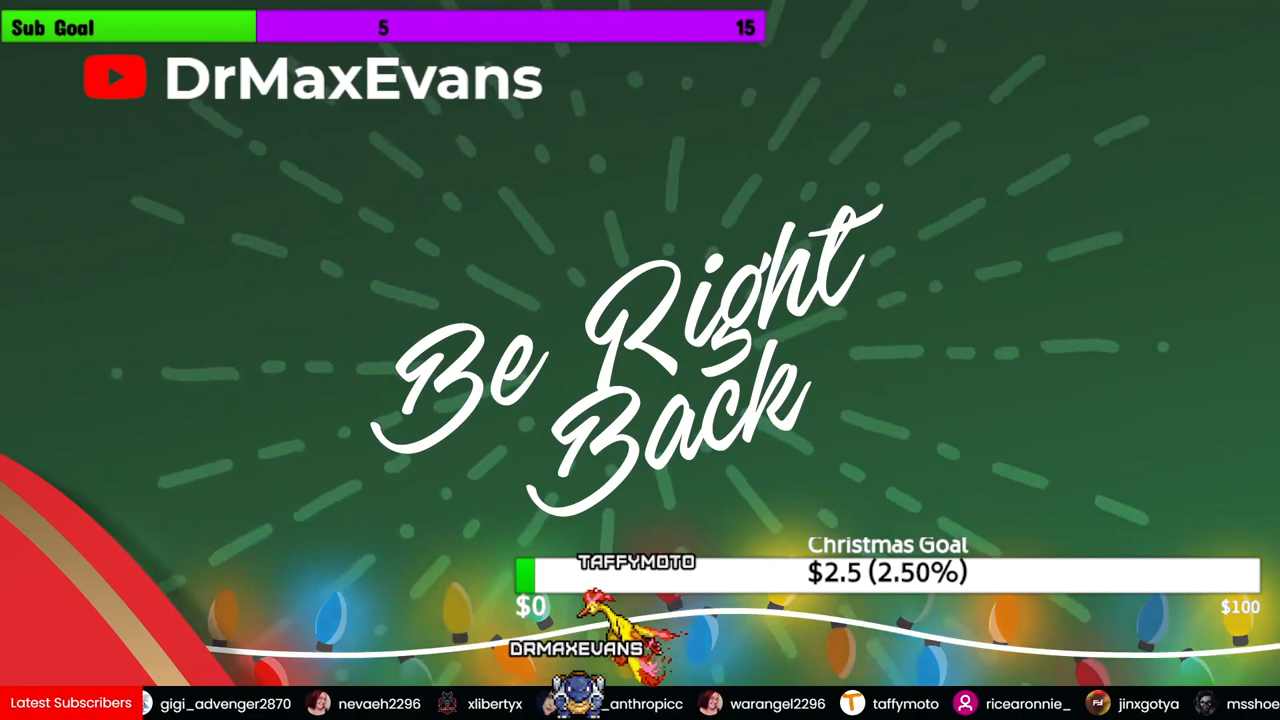 Sub Goal 5 15
DrMaxEvans
Be Right
Back
Christmas Goal
$2.5 (2.50%)
TAFFYMOTO
$0 $100
DRMAXEVANS
Latest Subscribers gigi_advenger2870 nevaeh2296 xlibertyx _anthropicc warangel2296 taffymoto ricearonnie_ jinxgotya msshoe